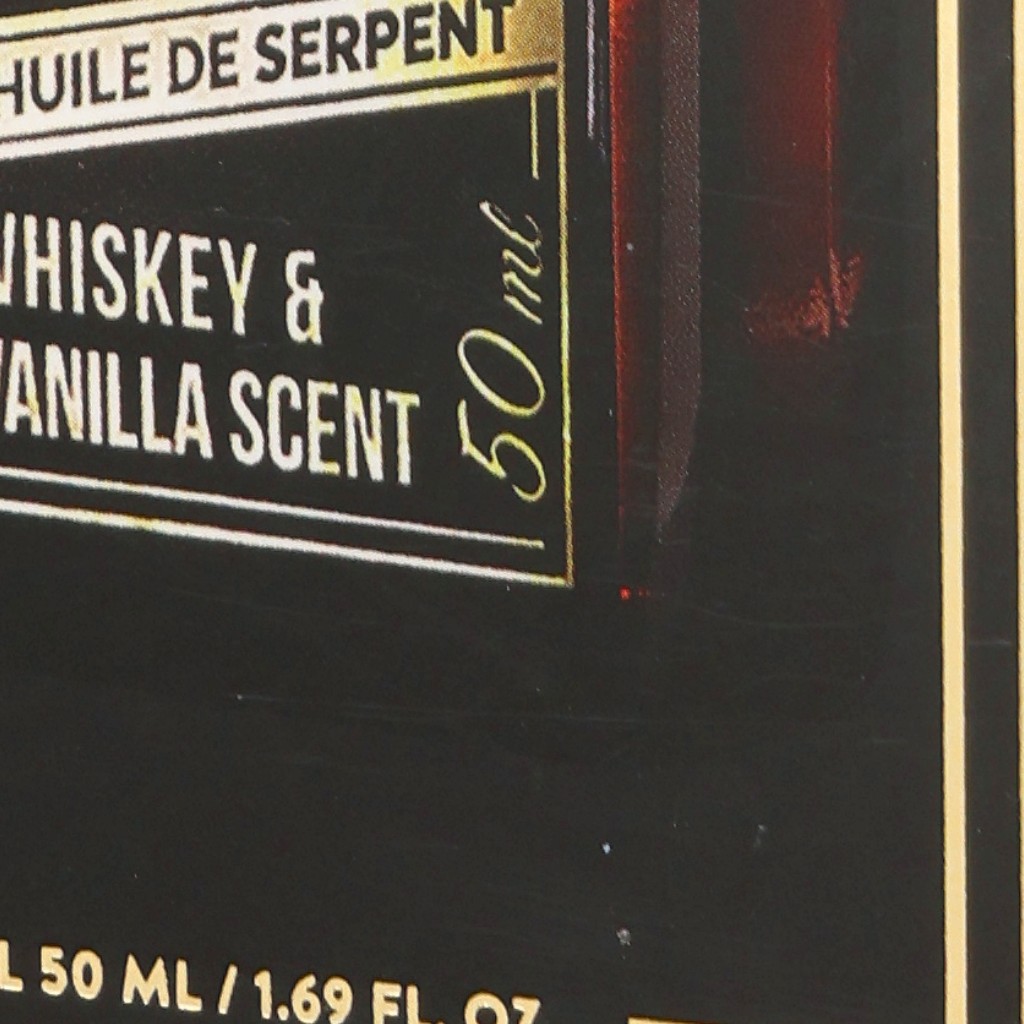 HUILE DE SERPENT
WHISKEY &
VANILLA SCENT
50 ml
L 50 ML / 1.69 FL. OZ